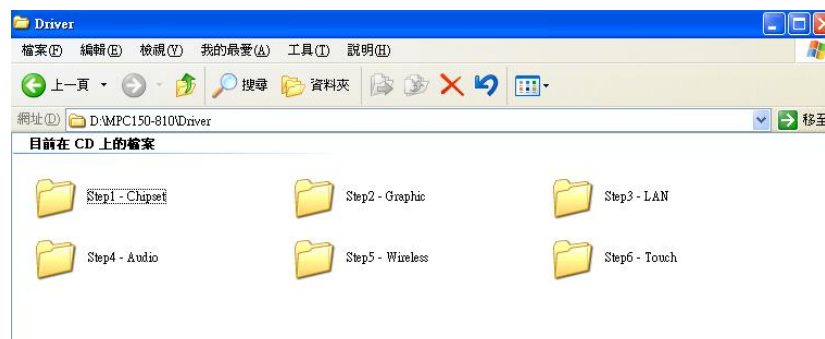 Driver
檔案(F) 編輯(E) 檢視(V) 我的最愛(A) 工具(T) 說明(H)
上一頁 搜尋 資料夾
網址(D) D:\MPC150-810\Driver 移至
目前在 CD 上的檔案
Step1 - Chipset Step2 - Graphic Step3 - LAN
Step4 - Audio Step5 - Wireless Step6 - Touch